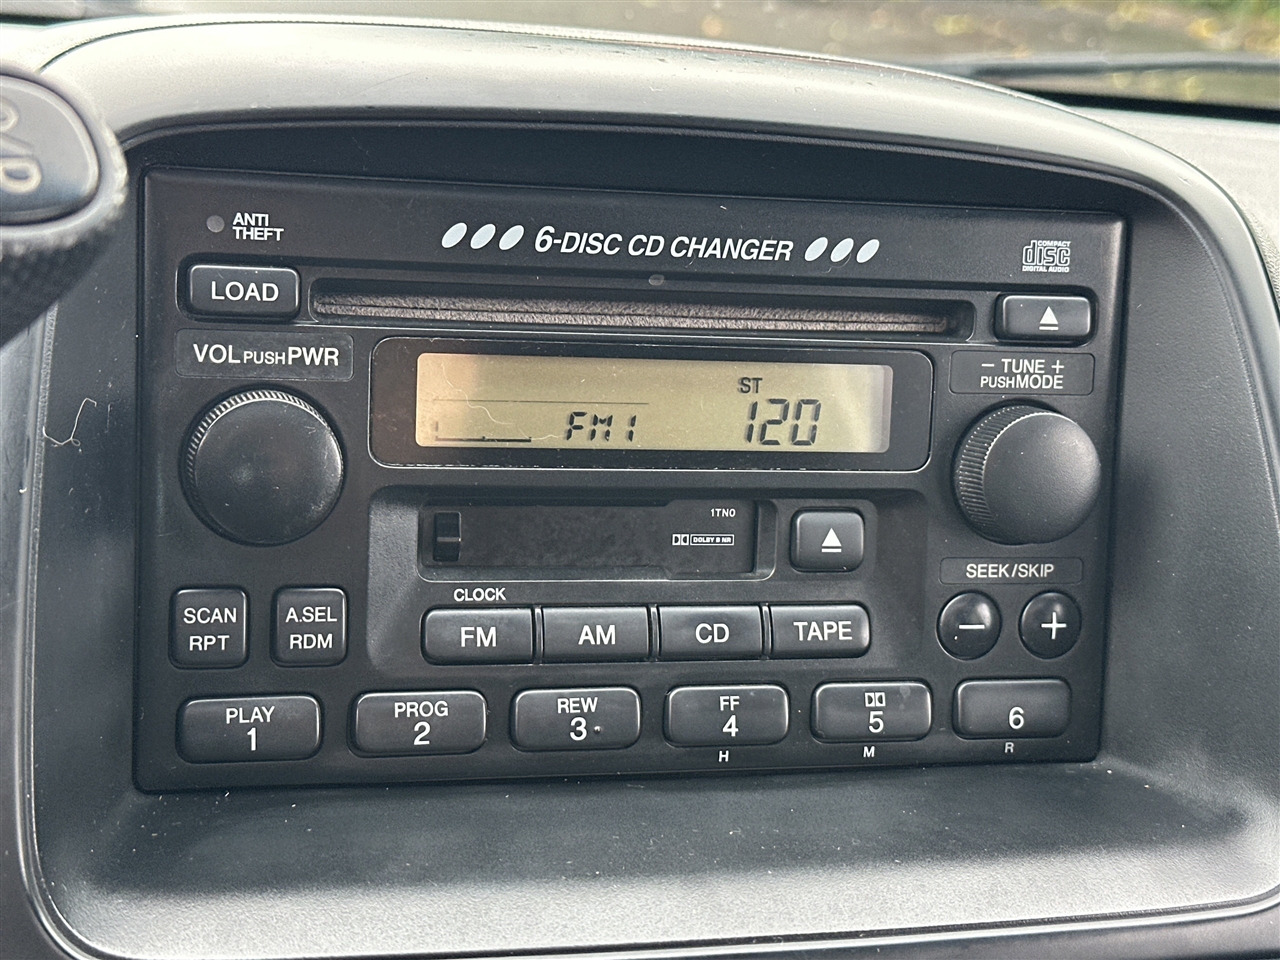 O/D
ANTI
THEFT
6-DISC CD CHANGER
COMPACT
disc
DIGITAL AUDIO
LOAD
VOL PUSH PWR
− TUNE +
PUSH MODE
ST
FM1 120
1TN0
DOLBY B NR
SEEK/SKIP
CLOCK
SCAN
RPT
A.SEL
RDM
FM
AM
CD
TAPE
−
+
PLAY
1
PROG
2
REW
3
FF
4
5
6
H
M
R